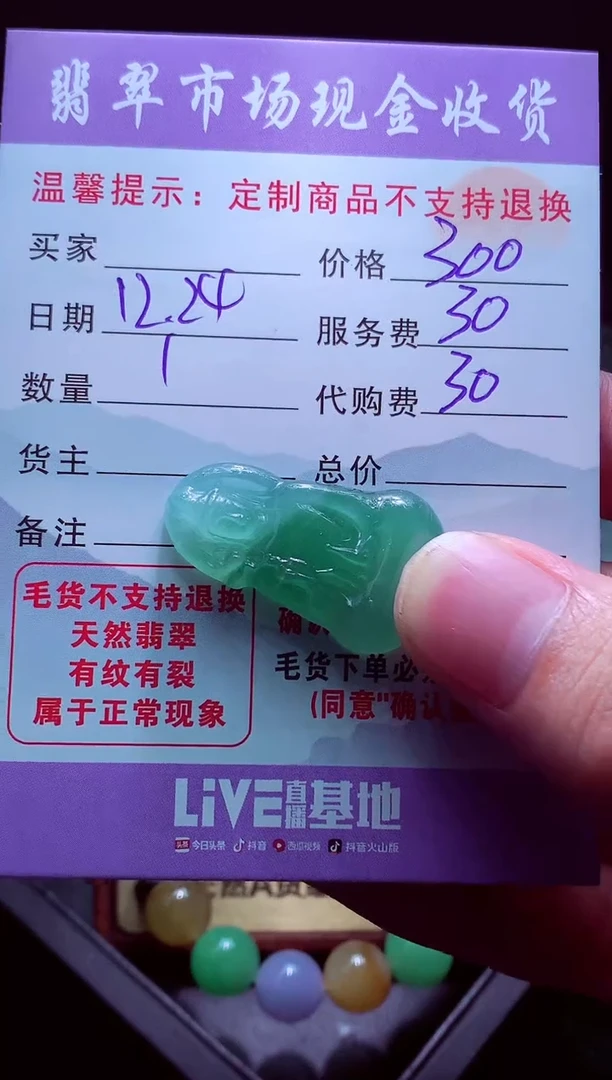 翡翠市场现金收货
温馨提示：定制商品不支持退换
买家 价格 300
日期 12.24 服务费 30
数量 1 代购费 30
货主 总价
备注
毛货不支持退换
天然翡翠
有纹有裂
属于正常现象
确
毛货下单必
(同意"确认
LiVE直播基地
头条 今日头条 抖音 西瓜视频 抖音火山版